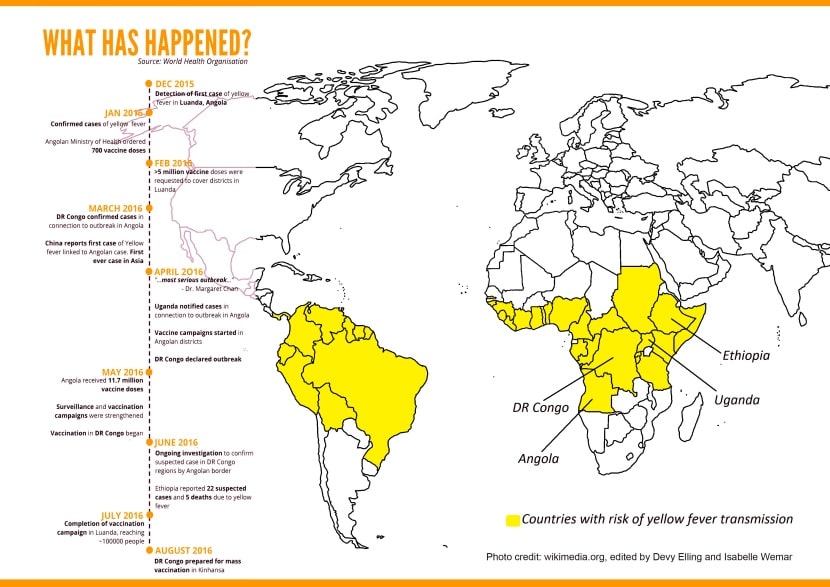 WHAT HAS HAPPENED?
Source: World Health Organisation
DEC 2015
Detection of first case of yellow
fever in Luanda, Angola
JAN 2016
Confirmed cases of yellow fever
Angolan Ministry of Health ordered
700 vaccine doses
FEB 2016
>5 million vaccine doses were
requested to cover districts in
Luanda
MARCH 2016
DR Congo confirmed cases in
connection to outbreak in Angola
China reports first case of Yellow
fever linked to Angolan case. First
ever case in Asia
APRIL 2O16
"...most serious outbreak..."
- Dr. Margaret Chan
Uganda notified cases in
connection to outbreak in Angola
Vaccine campaigns started in
Angolan districts
DR Congo declared outbreak
MAY 2016
Angola received 11.7 million
vaccine doses
Surveillance and vaccination
campaigns were strengthened
Vaccination in DR Congo began
JUNE 2016
Ongoing investigation to confirm
suspected case in DR Congo
regions by Angolan border
Ethiopia reported 22 suspected
cases and 5 deaths due to yellow
fever
JULY 2016
Completion of vaccination
campaign in Luanda, reaching
~100000 people
AUGUST 2016
DR Congo prepared for mass
vaccination in Kinhansa
Ethiopia
Uganda
DR Congo
Angola
Countries with risk of yellow fever transmission
Photo credit: wikimedia.org, edited by Devy Elling and Isabelle Wemar